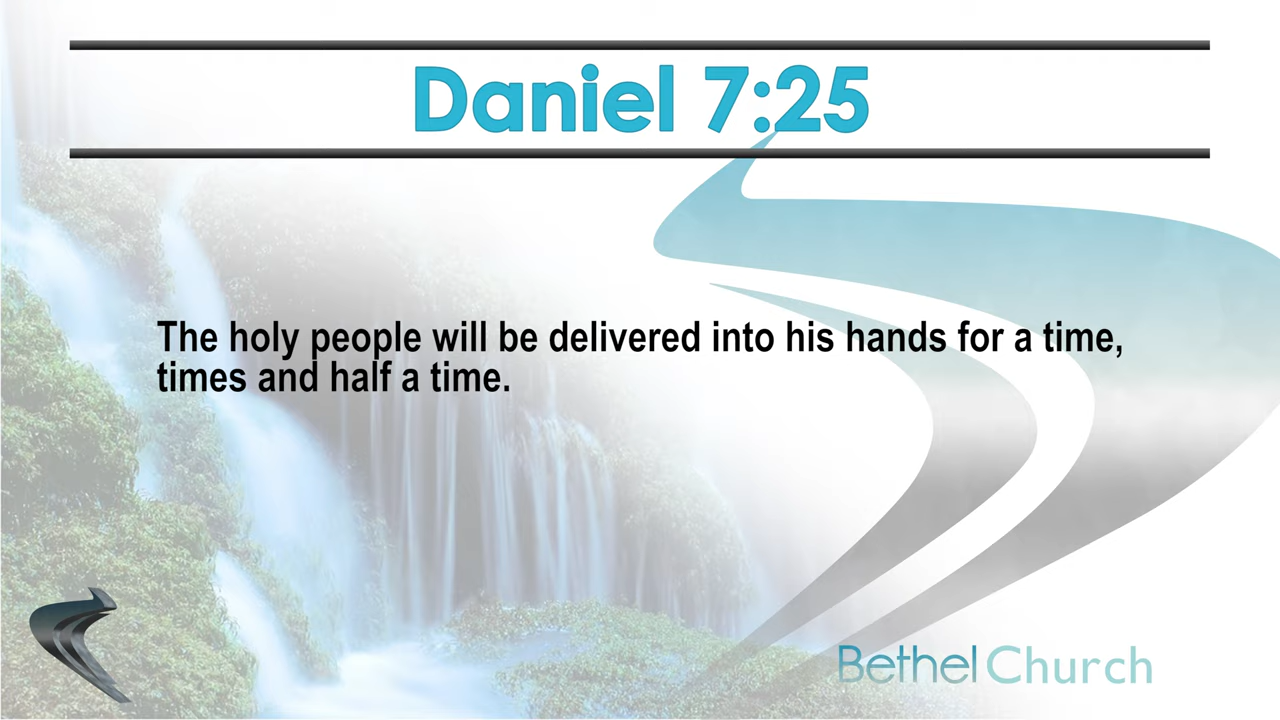 Daniel 7:25
The holy people will be delivered into his hands for a time,
times and half a time.
Bethel Church